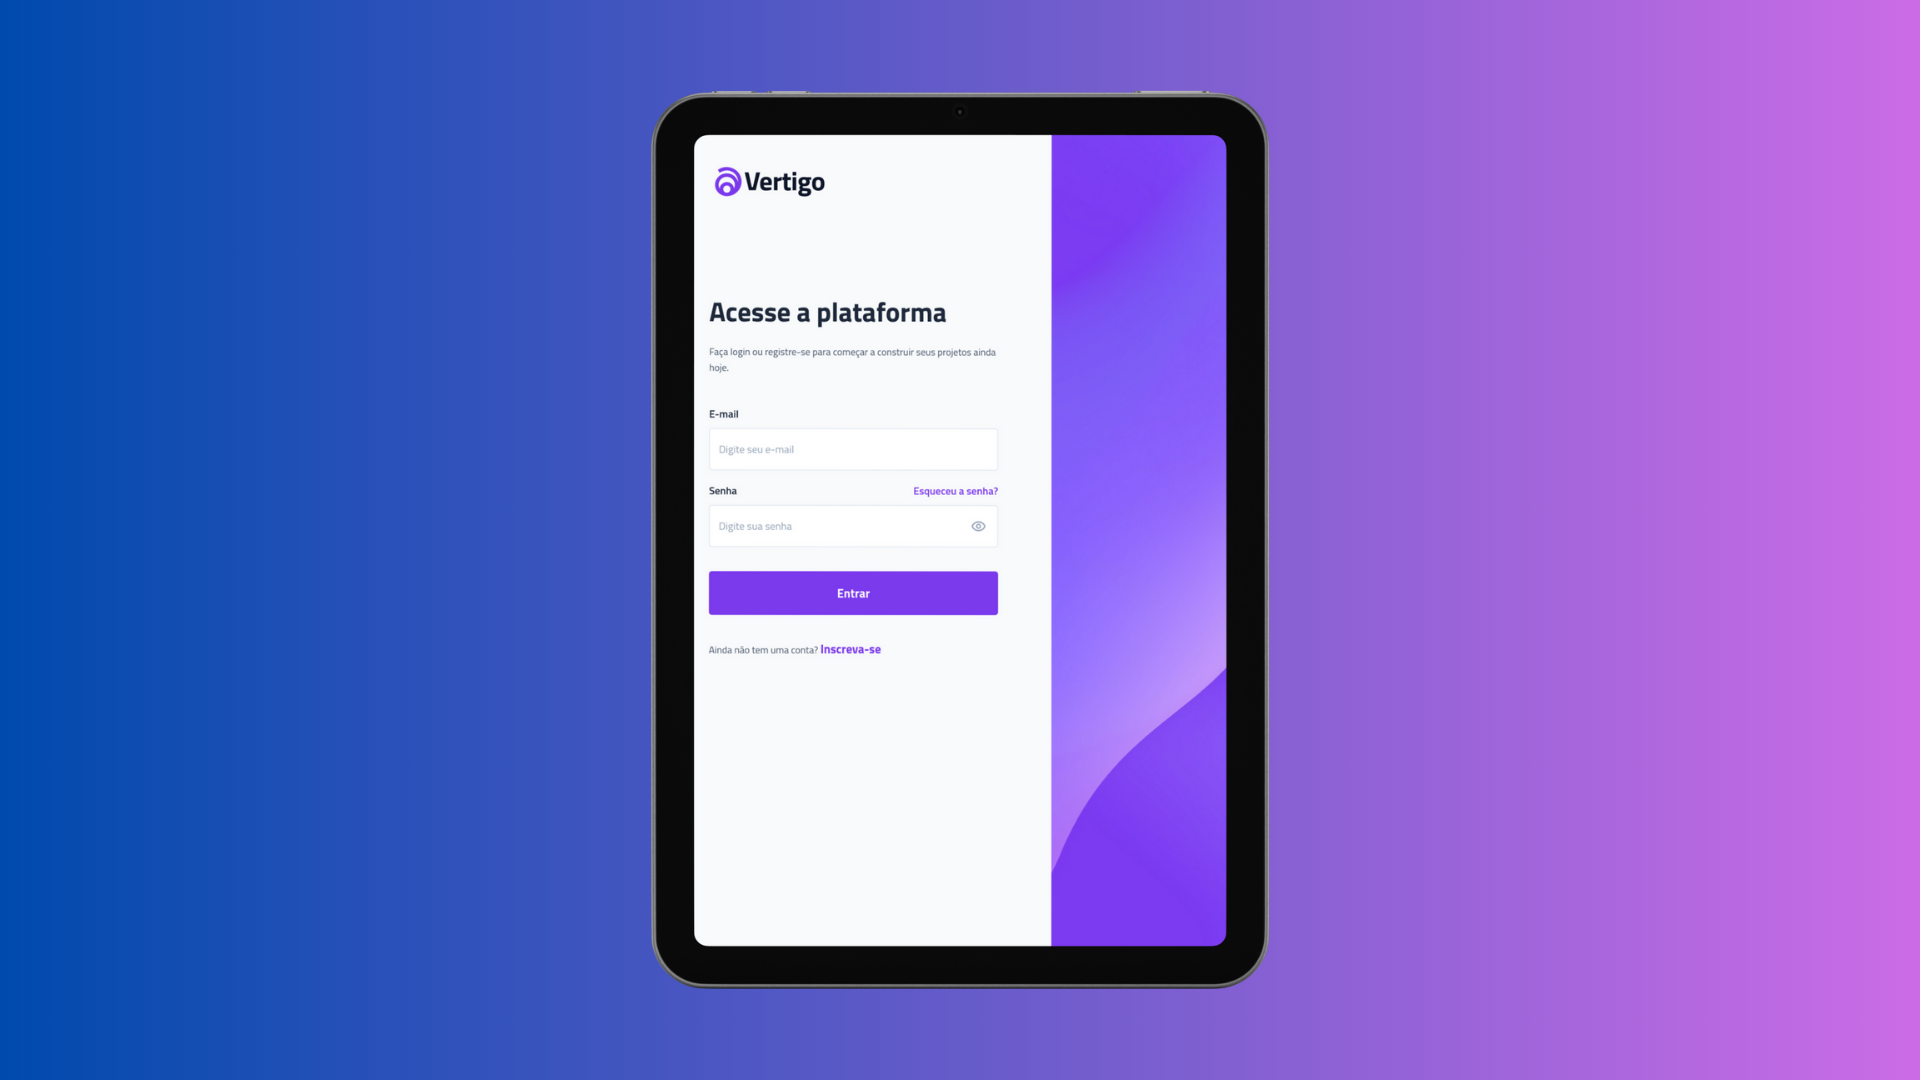 Vertigo
Acesse a plataforma
Faça login ou registre-se para começar a construir seus projetos ainda
hoje.
E-mail
Digite seu e-mail
Senha
Esqueceu a senha?
Digite sua senha
Entrar
Ainda não tem uma conta? Inscreva-se